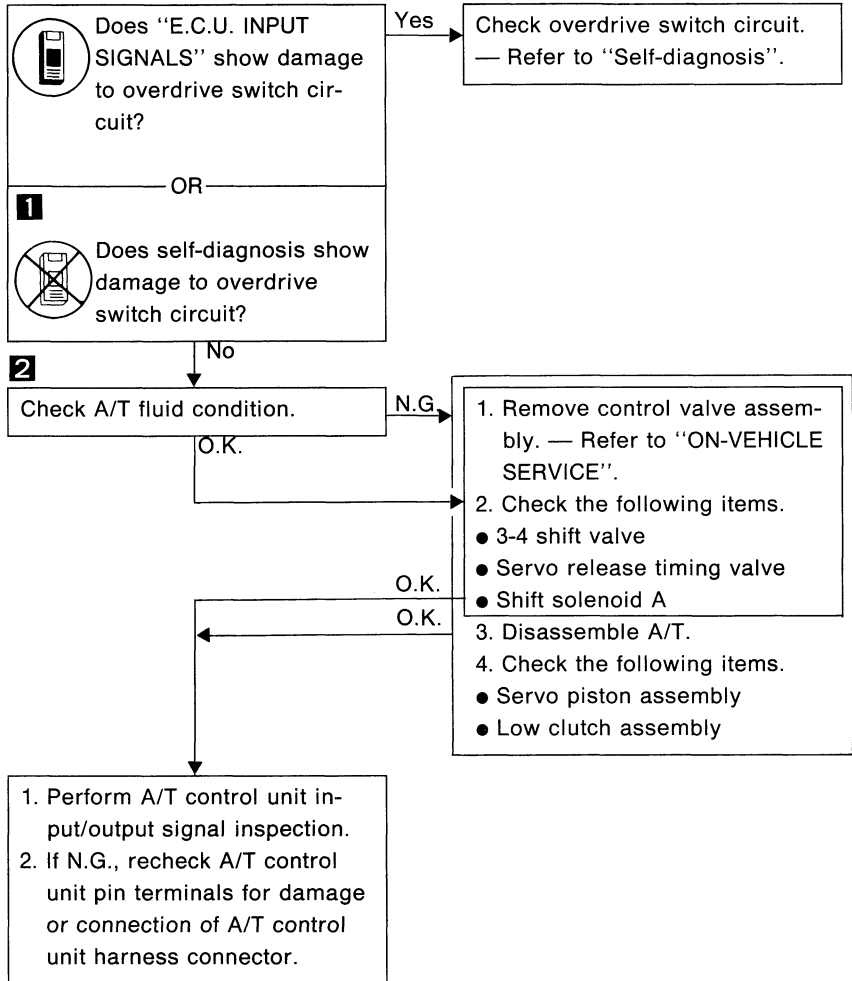 Does "E.C.U. INPUT
SIGNALS" show damage
to overdrive switch cir-
cuit?
Yes
Check overdrive switch circuit.
— Refer to "Self-diagnosis".
OR
1
Does self-diagnosis show
damage to overdrive
switch circuit?
No
2
Check A/T fluid condition.
N.G.
O.K.
1. Remove control valve assem-
bly. — Refer to "ON-VEHICLE
SERVICE".
2. Check the following items.
● 3-4 shift valve
● Servo release timing valve
● Shift solenoid A
O.K.
O.K.
3. Disassemble A/T.
4. Check the following items.
● Servo piston assembly
● Low clutch assembly
1. Perform A/T control unit in-
put/output signal inspection.
2. If N.G., recheck A/T control
unit pin terminals for damage
or connection of A/T control
unit harness connector.